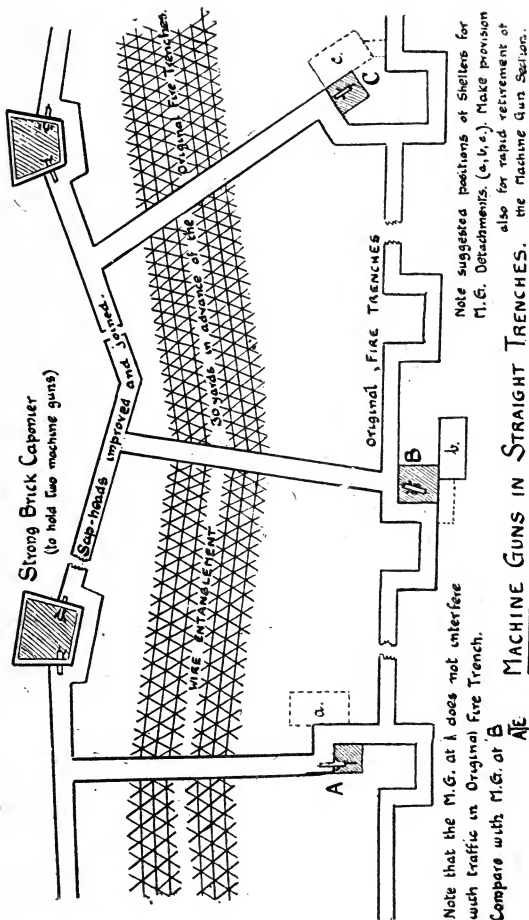 Strong Brick Caponier
(to hold two machine guns)
Sap-heads improved and joined.
WIRE ENTANGLEMENT
30 yards in advance of the
Original Fire Trenches.
a.
A
Original Fire Trenches
B
b.
C
c.
Note that the M.G. at A does not interfere
with traffic in Original Fire Trench.
Compare with M.G. at B
Note suggested positions of Shelters for
M.G. Detachments. (a, b, c.) Make provision
also for rapid retirement of
the Machine Gun Section.
MACHINE GUNS IN STRAIGHT TRENCHES.